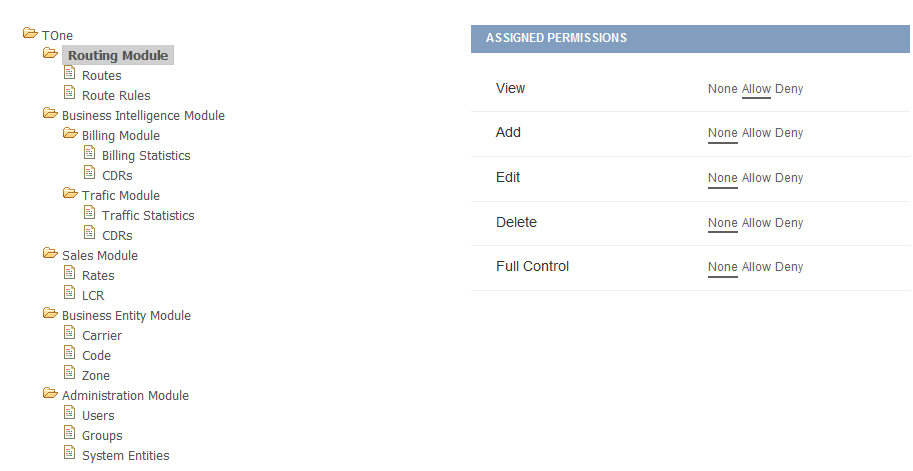 TOne
Routing Module
Routes
Route Rules
Business Intelligence Module
Billing Module
Billing Statistics
CDRs
Trafic Module
Traffic Statistics
CDRs
Sales Module
Rates
LCR
Business Entity Module
Carrier
Code
Zone
Administration Module
Users
Groups
System Entities
ASSIGNED PERMISSIONS
View None Allow Deny
Add None Allow Deny
Edit None Allow Deny
Delete None Allow Deny
Full Control None Allow Deny